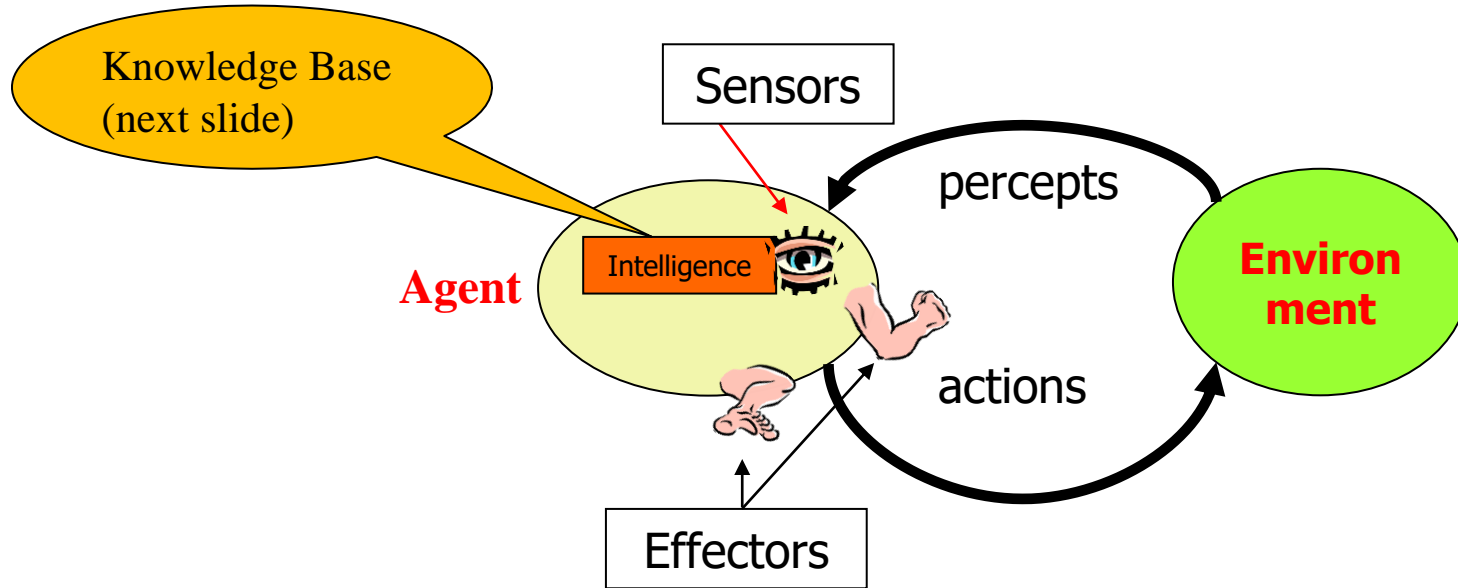 Knowledge Base
(next slide)
Sensors
percepts
Intelligence
Agent
Environ
ment
actions
Effectors